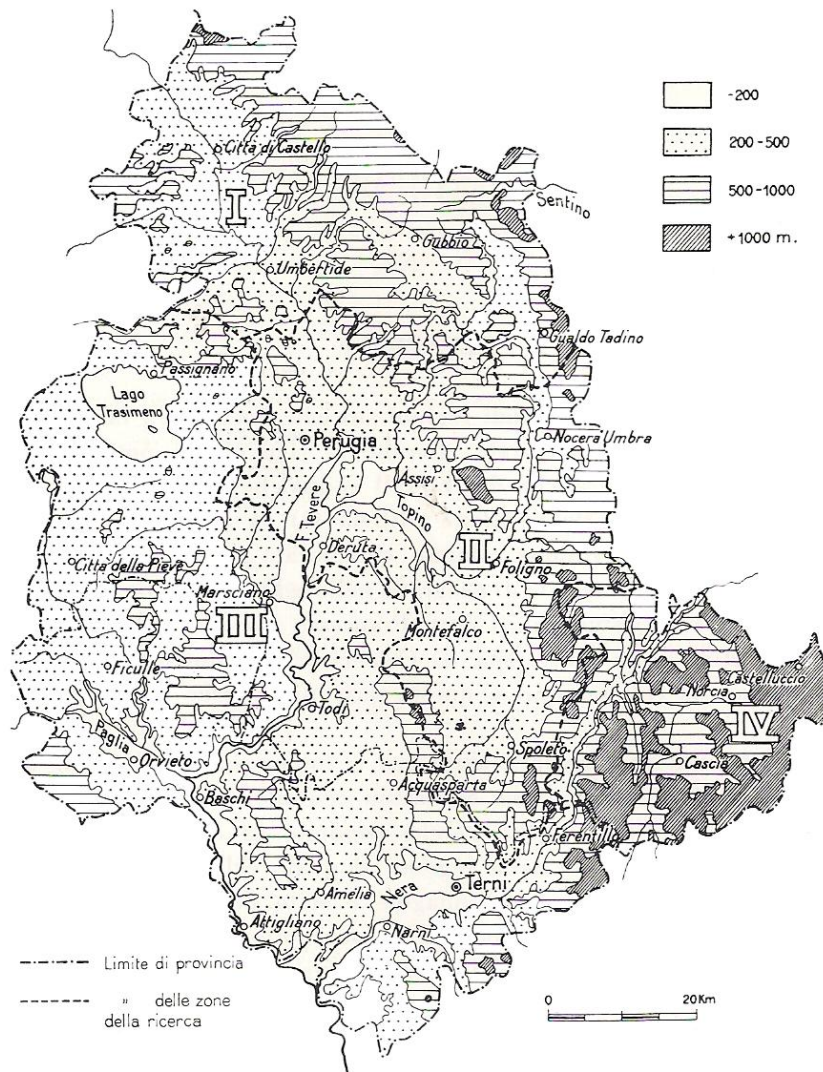 -200
200-500
500-1000
+1000 m.
Città di Castello
I
Sentino
Gubbio
Umbertide
Gualdo Tadino
Passignano
Lago
Trasimeno
Perugia
Nocera Umbra
Assisi
F. Tevere
Topino
II
Deruta
Foligno
Città della Pieve
Marsciano
III
Montefalco
Ficulle
Castelluccio
Norcia
IV
Todi
Paglia
Orvieto
Spoleto
Cascia
Baschi
Acquasparta
Ferentillo
Terni
Nera
Amelia
Attigliano
Narni
Limite di provincia
" delle zone
della ricerca
0 20 Km